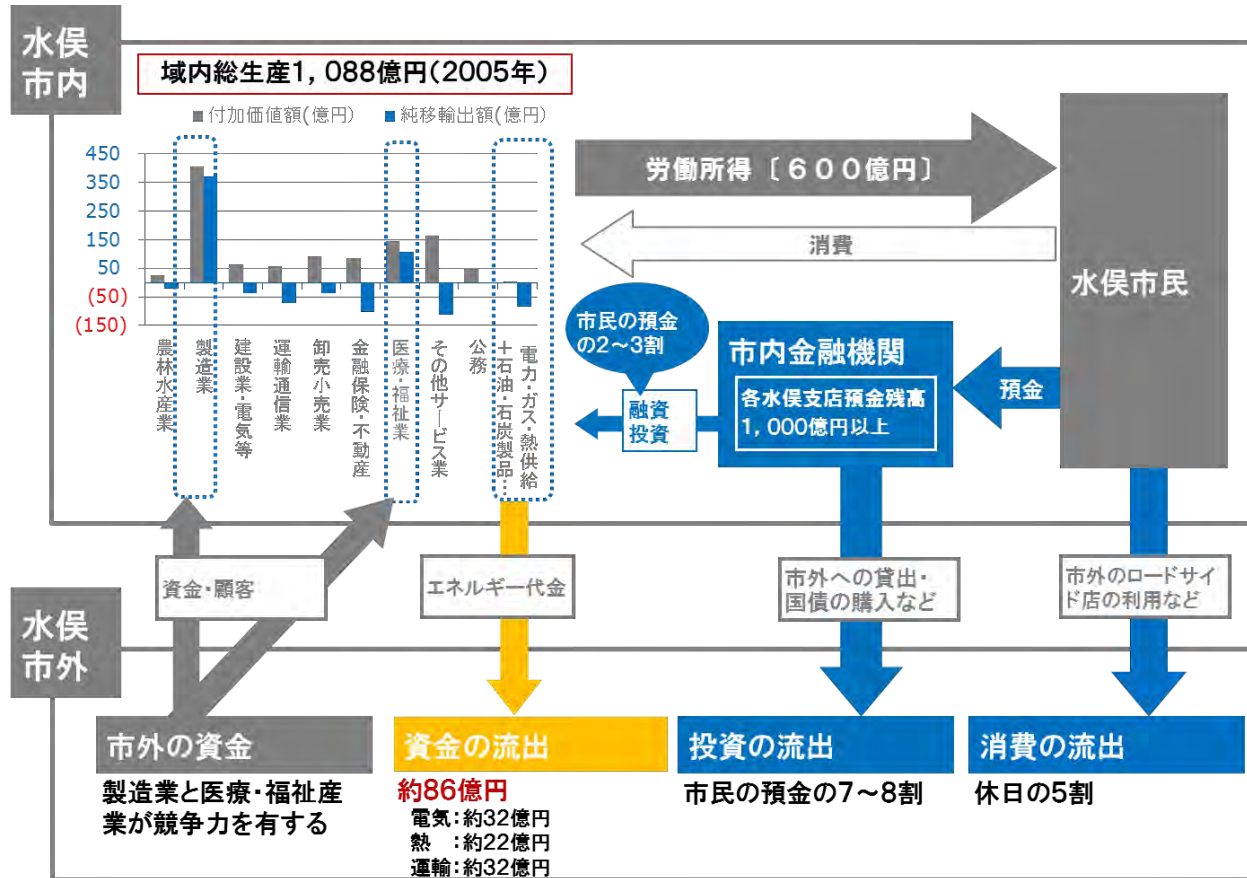 水俣
市内
域内総生産1,088億円(2005年)
■付加価値額(億円) ■純移輸出額(億円)
450
350
250
150
50
(50)
(150)
農林水産業
製造業
建設業・電気等
運輸通信業
卸売小売業
金融保険・不動産
医療・福祉業
その他サービス業
公務
電力・ガス・熱供給
+石油・石炭製品…
労働所得〔600億円〕
消費
水俣市民
市民の預金
の2～3割
融資
投資
市内金融機関
各水俣支店預金残高
1,000億円以上
預金
資金・顧客
エネルギー代金
市外への貸出・
国債の購入など
市外のロードサイ
ド店の利用など
水俣
市外
市外の資金
製造業と医療・福祉産
業が競争力を有する
資金の流出
約86億円
電気:約32億円
熱 :約22億円
運輸:約32億円
投資の流出
市民の預金の7～8割
消費の流出
休日の5割